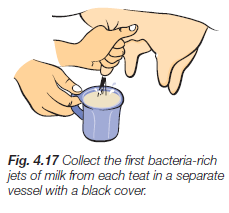 Fig. 4.17 Collect the first bacteria-rich
jets of milk from each teat in a separate
vessel with a black cover.